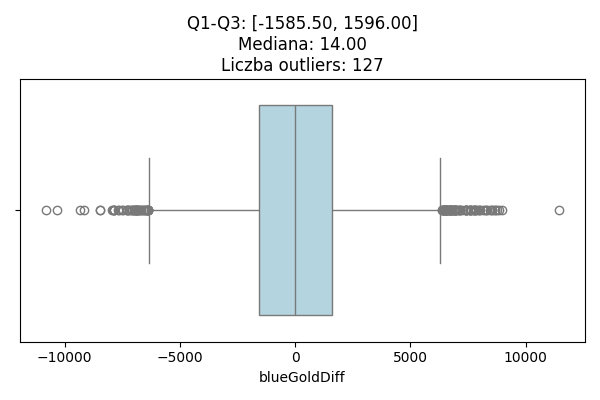 Q1-Q3: [-1585.50, 1596.00]
Mediana: 14.00
Liczba outliers: 127
−10000 −5000 0 5000 10000
blueGoldDiff